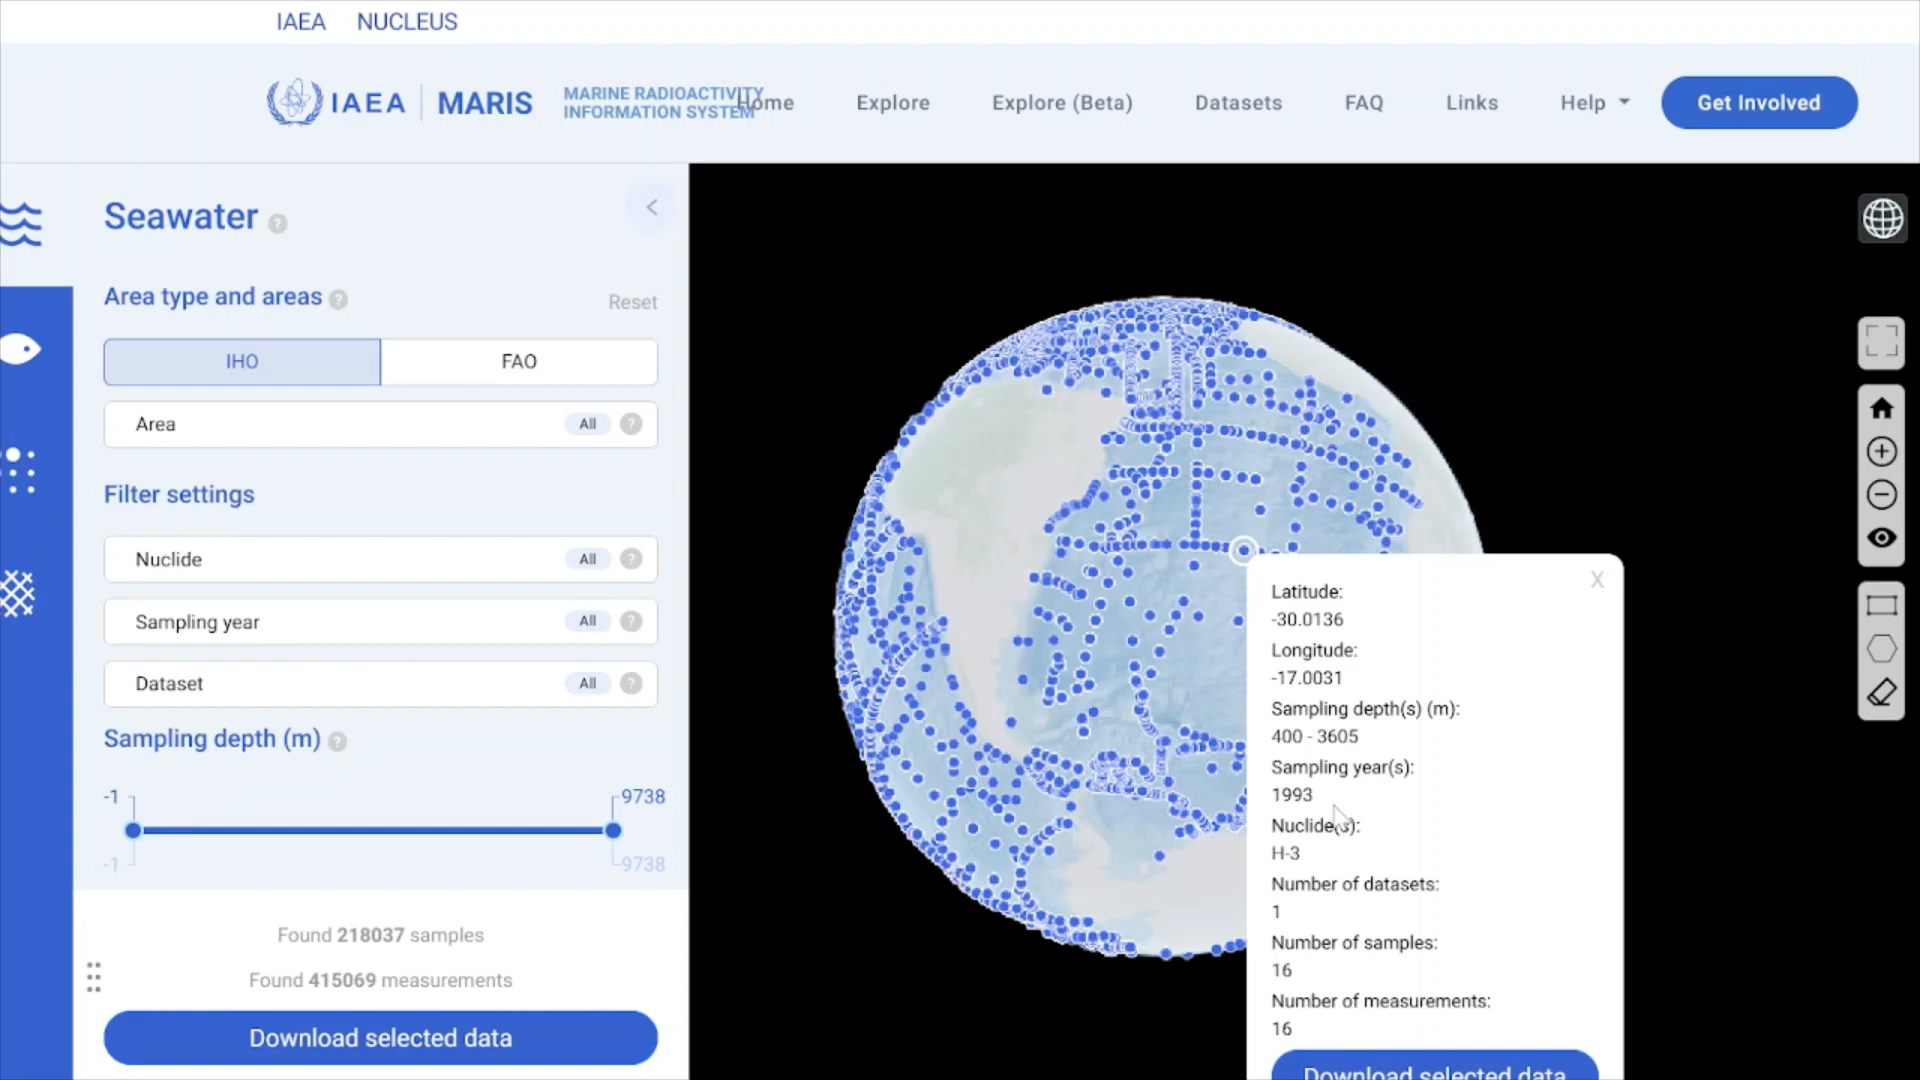 IAEA NUCLEUS
IAEA MARIS MARINE RADIOACTIVITY
INFORMATION SYSTEM
Home Explore Explore (Beta) Datasets FAQ Links Help Get Involved
Seawater ?
<
Area type and areas ?
Reset
IHO FAO
Area All ?
Filter settings
Nuclide All ?
Sampling year All ?
Dataset All ?
Sampling depth (m) ?
-1 9738
-1 9738
Found 218037 samples
Found 415069 measurements
Download selected data
X
Latitude:
-30.0136
Longitude:
-17.0031
Sampling depth(s) (m):
400 - 3605
Sampling year(s):
1993
Nuclide(s):
H-3
Number of datasets:
1
Number of samples:
16
Number of measurements:
16
Download selected data